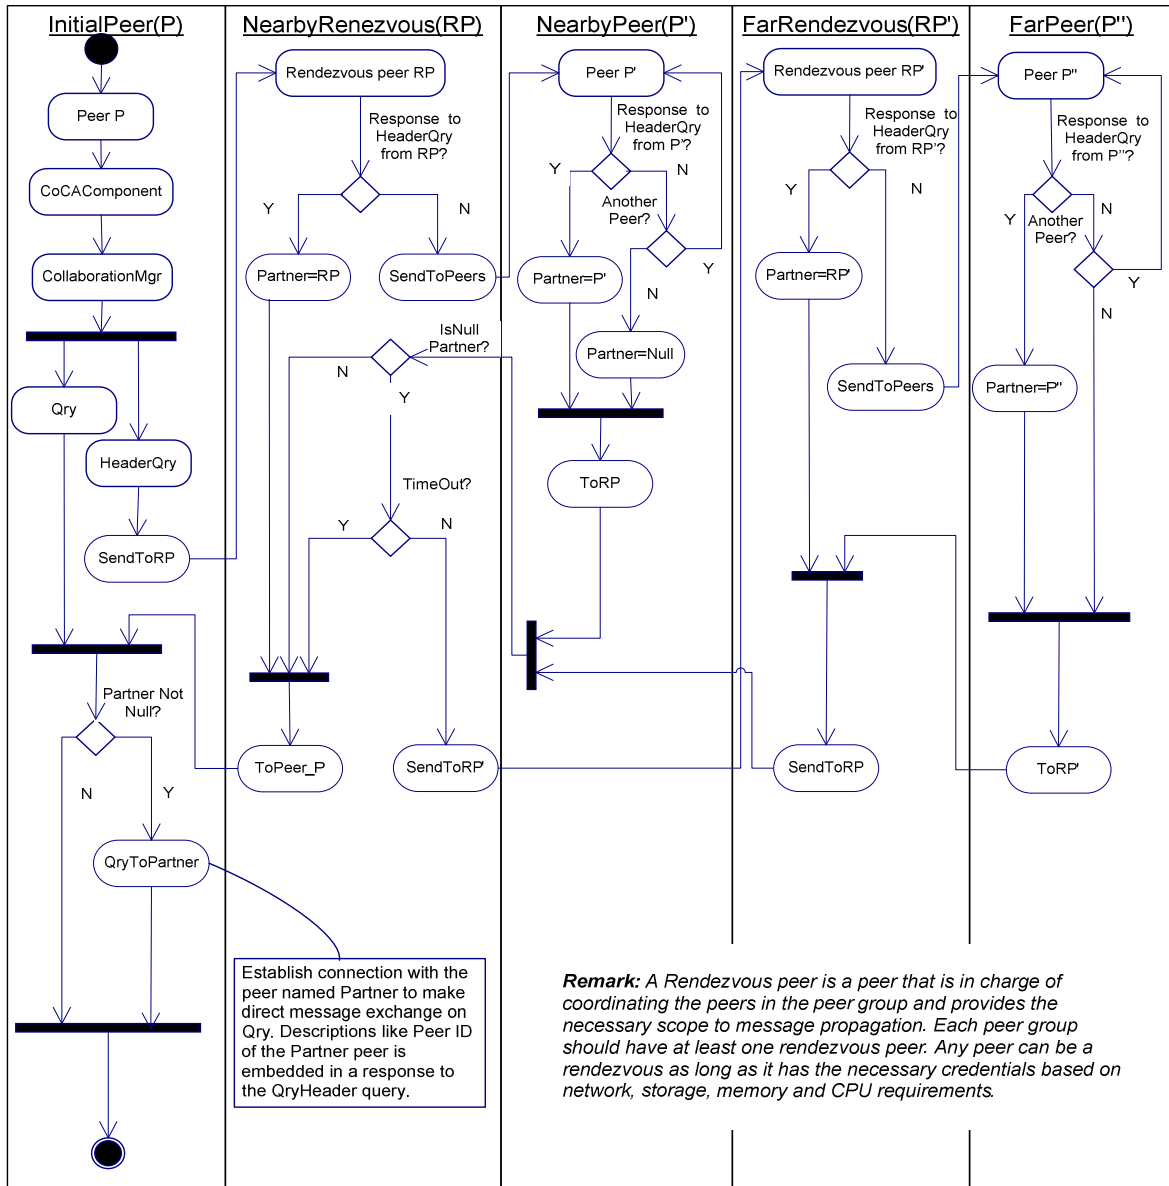 InitialPeer(P)
Peer P
CoCAComponent
CollaborationMgr
Qry
HeaderQry
SendToRP
Partner Not
Null?
N
Y
QryToPartner
NearbyRenezvous(RP)
Rendezvous peer RP
Response to
HeaderQry
from RP?
Y
N
Partner=RP
SendToPeers
IsNull
Partner?
N
Y
TimeOut?
Y
N
ToPeer_P
SendToRP'
Establish connection with the
peer named Partner to make
direct message exchange on
Qry. Descriptions like Peer ID
of the Partner peer is
embedded in a response to
the QryHeader query.
NearbyPeer(P')
Peer P'
Response to
HeaderQry
from P'?
Y
N
Another
Peer?
Y
Partner=P'
N
Partner=Null
ToRP
FarRendezvous(RP')
Rendezvous peer RP'
Response to
HeaderQry
from RP'?
Y
N
Partner=RP'
SendToPeers
SendToRP
FarPeer(P'')
Peer P''
Response to
HeaderQry
from P''?
Y
N
Another
Peer?
Y
N
Partner=P''
ToRP'
Remark: A Rendezvous peer is a peer that is in charge of
coordinating the peers in the peer group and provides the
necessary scope to message propagation. Each peer group
should have at least one rendezvous peer. Any peer can be a
rendezvous as long as it has the necessary credentials based on
network, storage, memory and CPU requirements.